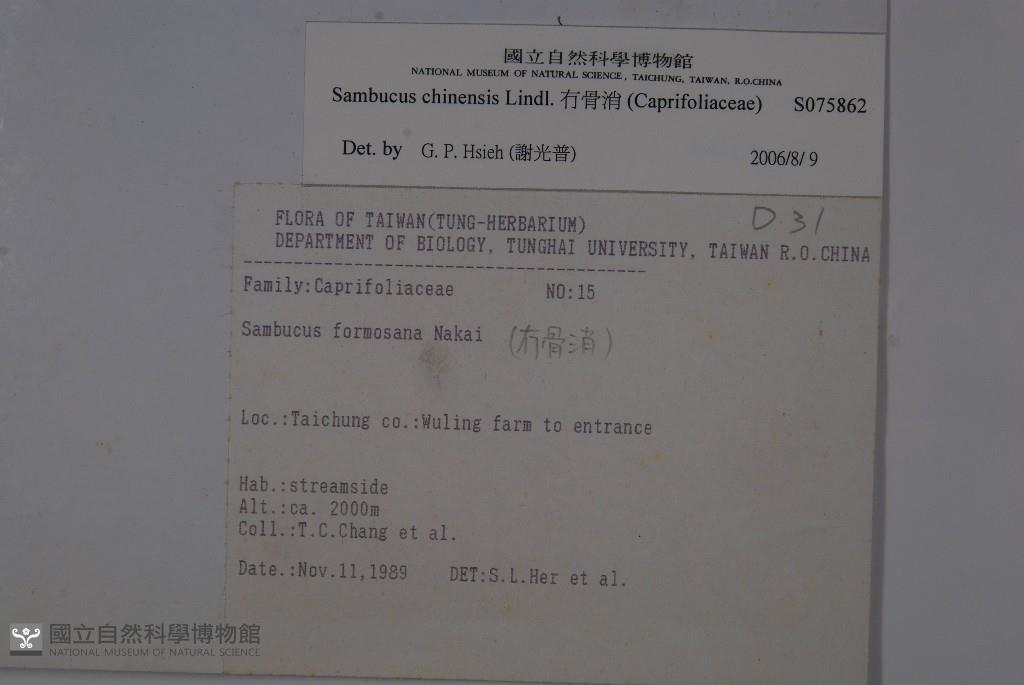 國立自然科學博物館
NATIONAL MUSEUM OF NATURAL SCIENCE, TAICHUNG, TAIWAN, R.O.CHINA
Sambucus chinensis Lindl. 冇骨消 (Caprifoliaceae) S075862
Det. by G. P. Hsieh (謝光普) 2006/8/ 9
D.31
FLORA OF TAIWAN(TUNG-HERBARIUM)
DEPARTMENT OF BIOLOGY, TUNGHAI UNIVERSITY, TAIWAN R.O.CHINA
----------------------------------------
Family:Caprifoliaceae NO:15
Sambucus formosana Nakai (冇骨消)
Loc.:Taichung co.:Wuling farm to entrance
Hab.:streamside
Alt.:ca. 2000m
Coll.:T.C.Chang et al.
Date.:Nov.11,1989 DET:S.L.Her et al.
國立自然科學博物館
NATIONAL MUSEUM OF NATURAL SCIENCE